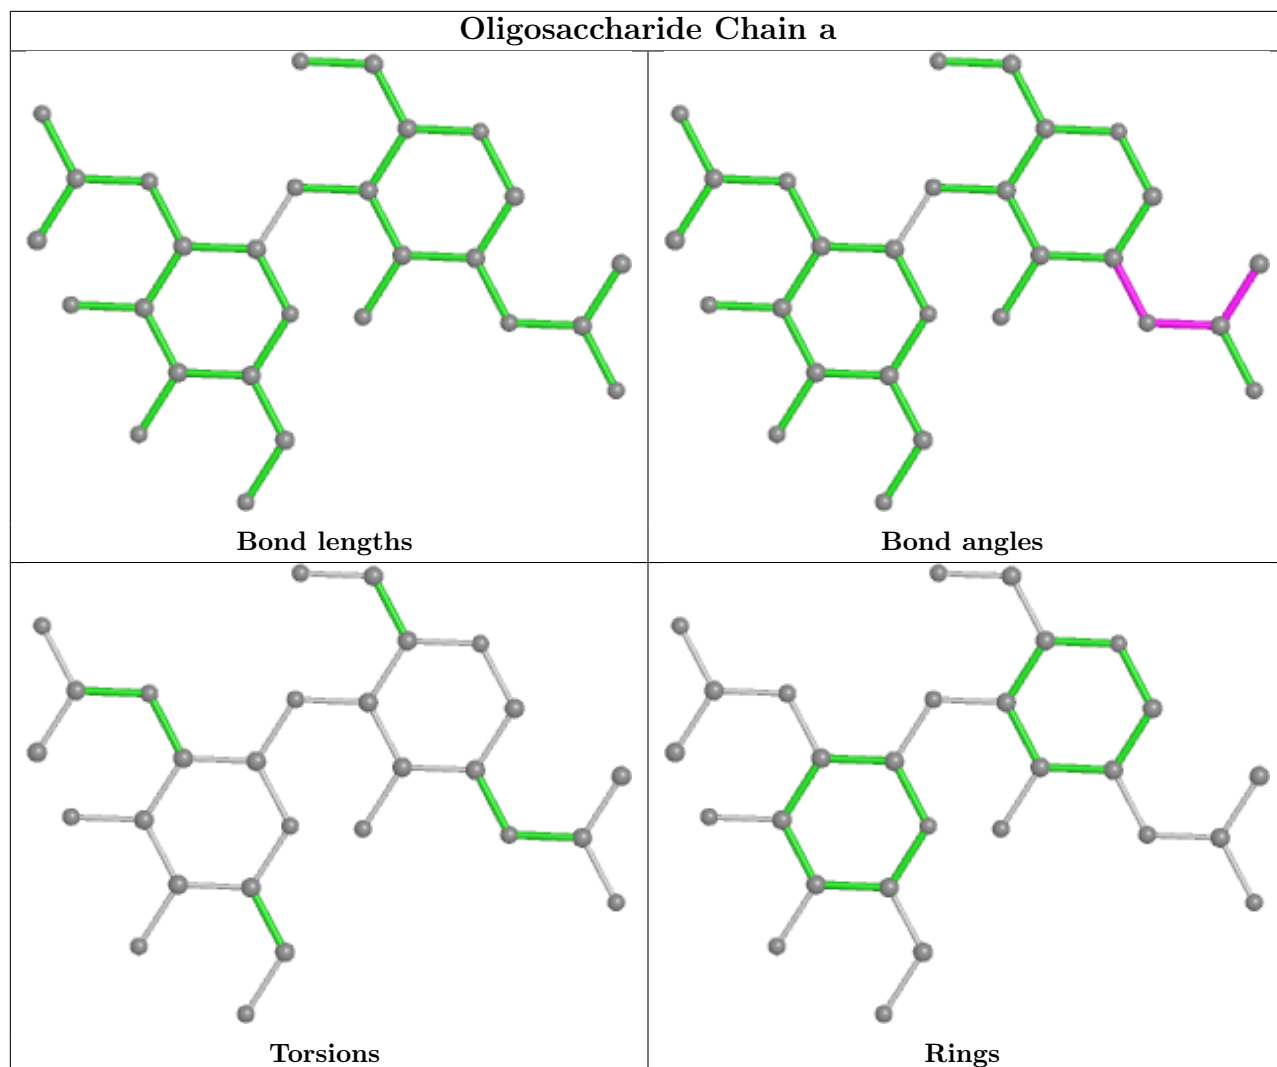 Oligosaccharide Chain a
Bond lengths
Bond angles
Torsions
Rings